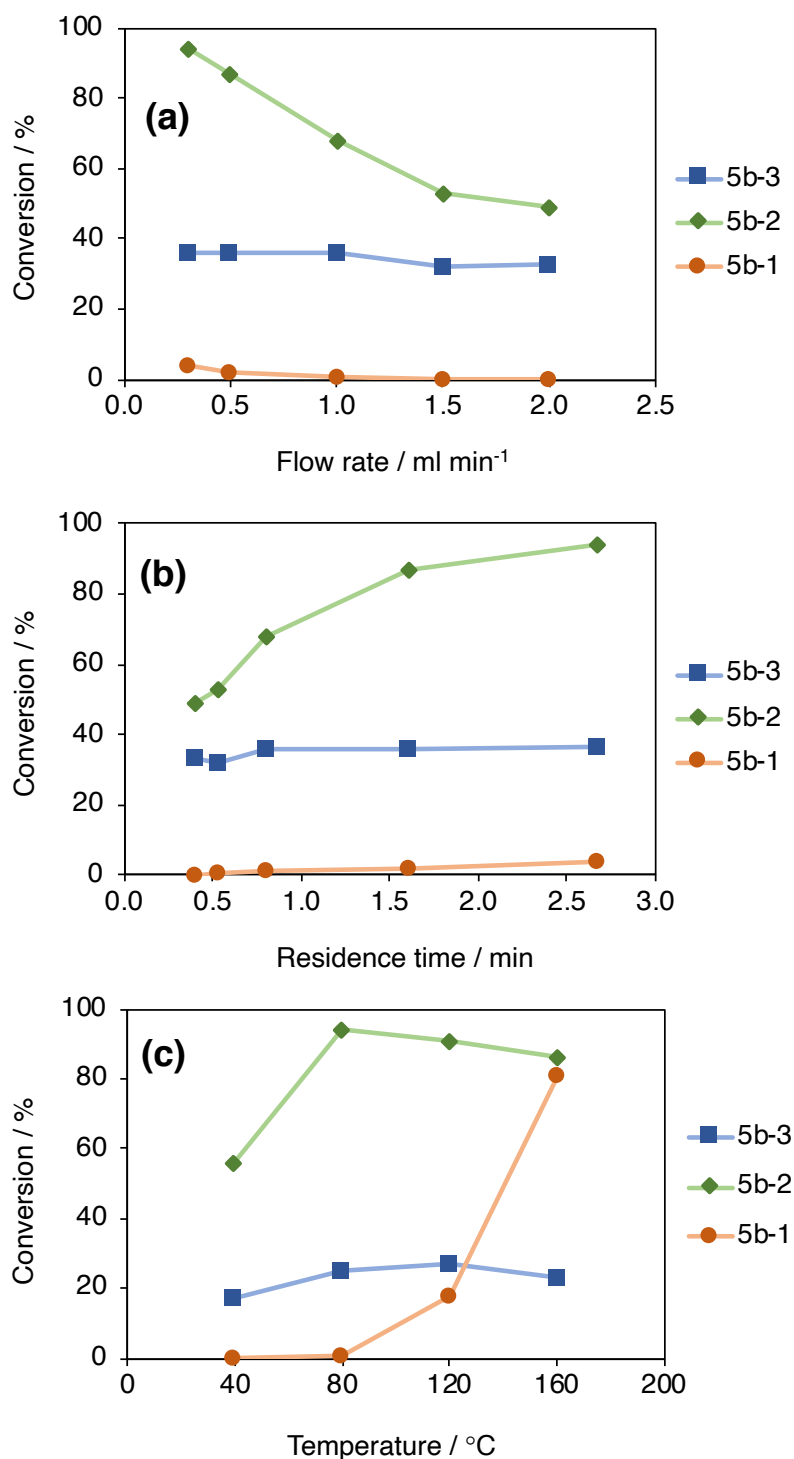 100
80
60
40
20
0
Conversion / %
(a)
5b-3
5b-2
5b-1
0.0 0.5 1.0 1.5 2.0 2.5
Flow rate / ml min⁻¹
100
80
60
40
20
0
Conversion / %
(b)
5b-3
5b-2
5b-1
0.0 0.5 1.0 1.5 2.0 2.5 3.0
Residence time / min
100
80
60
40
20
0
Conversion / %
(c)
5b-3
5b-2
5b-1
0 40 80 120 160 200
Temperature / °C